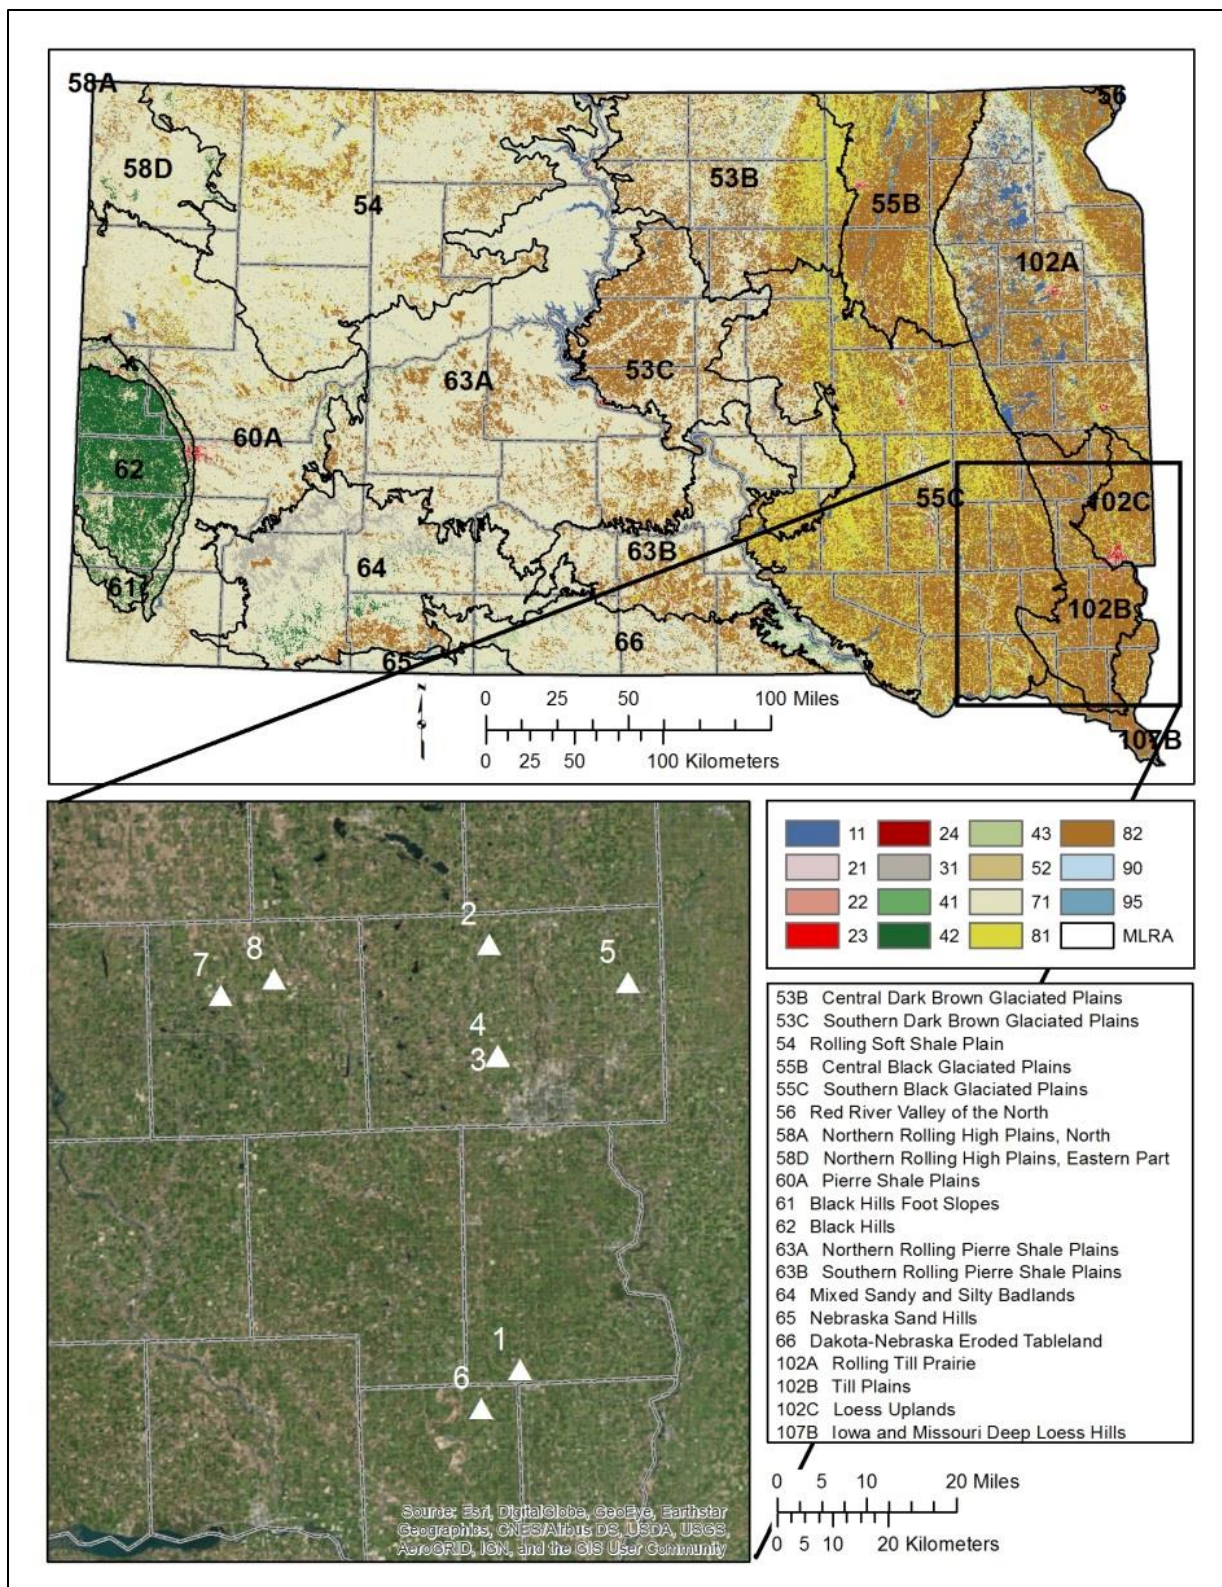 58A
56
58D
54
53B
55B
102A
53C
63A
60A
62
55C
102C
63B
64
61
102B
66
65
107B
N
0 25 50 100 Miles
0 25 50 100 Kilometers
11 24 43 82
21 31 52 90
22 41 71 95
23 42 81 MLRA
2
5
8
7
4
3
1
6
Source: Esri, DigitalGlobe, GeoEye, Earthstar
Geographics, CNES/Airbus DS, USDA, USGS,
AeroGRID, IGN, and the GIS User Community
53B Central Dark Brown Glaciated Plains
53C Southern Dark Brown Glaciated Plains
54 Rolling Soft Shale Plain
55B Central Black Glaciated Plains
55C Southern Black Glaciated Plains
56 Red River Valley of the North
58A Northern Rolling High Plains, North
58D Northern Rolling High Plains, Eastern Part
60A Pierre Shale Plains
61 Black Hills Foot Slopes
62 Black Hills
63A Northern Rolling Pierre Shale Plains
63B Southern Rolling Pierre Shale Plains
64 Mixed Sandy and Silty Badlands
65 Nebraska Sand Hills
66 Dakota-Nebraska Eroded Tableland
102A Rolling Till Prairie
102B Till Plains
102C Loess Uplands
107B Iowa and Missouri Deep Loess Hills
0 5 10 20 Miles
0 5 10 20 Kilometers